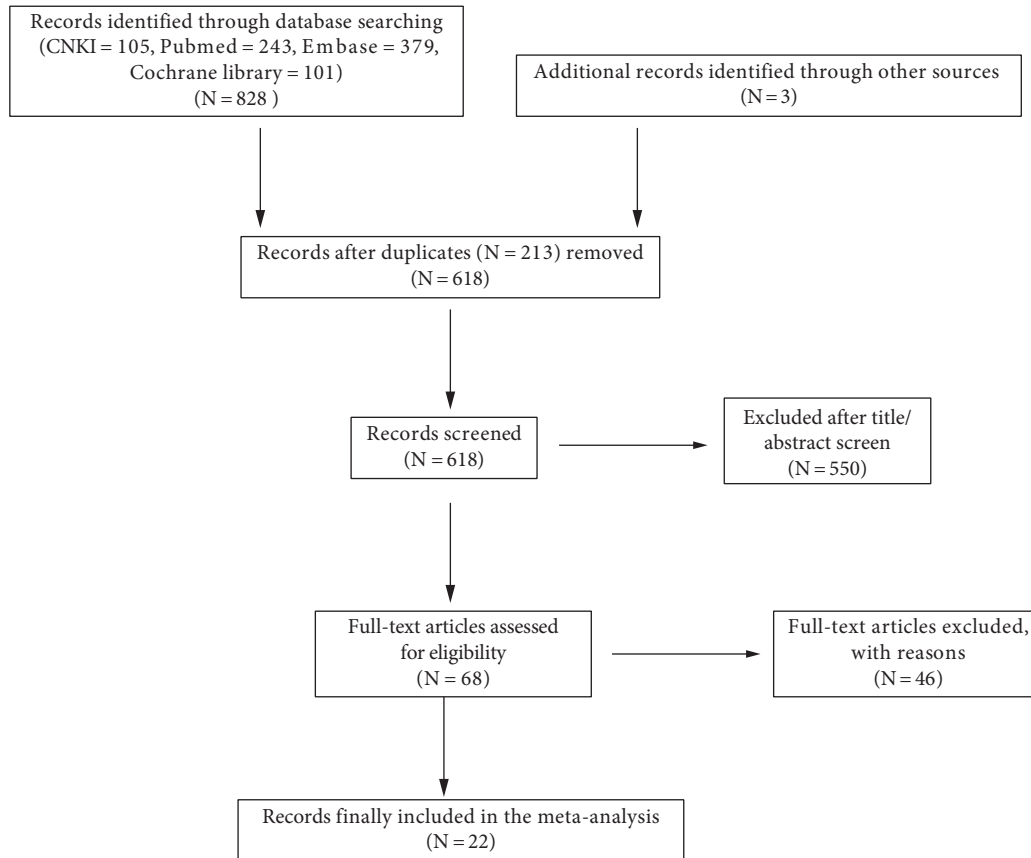 Records identified through database searching
(CNKI = 105, Pubmed = 243, Embase = 379,
Cochrane library = 101)
(N = 828 )
Additional records identified through other sources
(N = 3)
Records after duplicates (N = 213) removed
(N = 618)
Records screened
(N = 618)
Excluded after title/
abstract screen
(N = 550)
Full-text articles assessed
for eligibility
(N = 68)
Full-text articles excluded,
with reasons
(N = 46)
Records finally included in the meta-analysis
(N = 22)